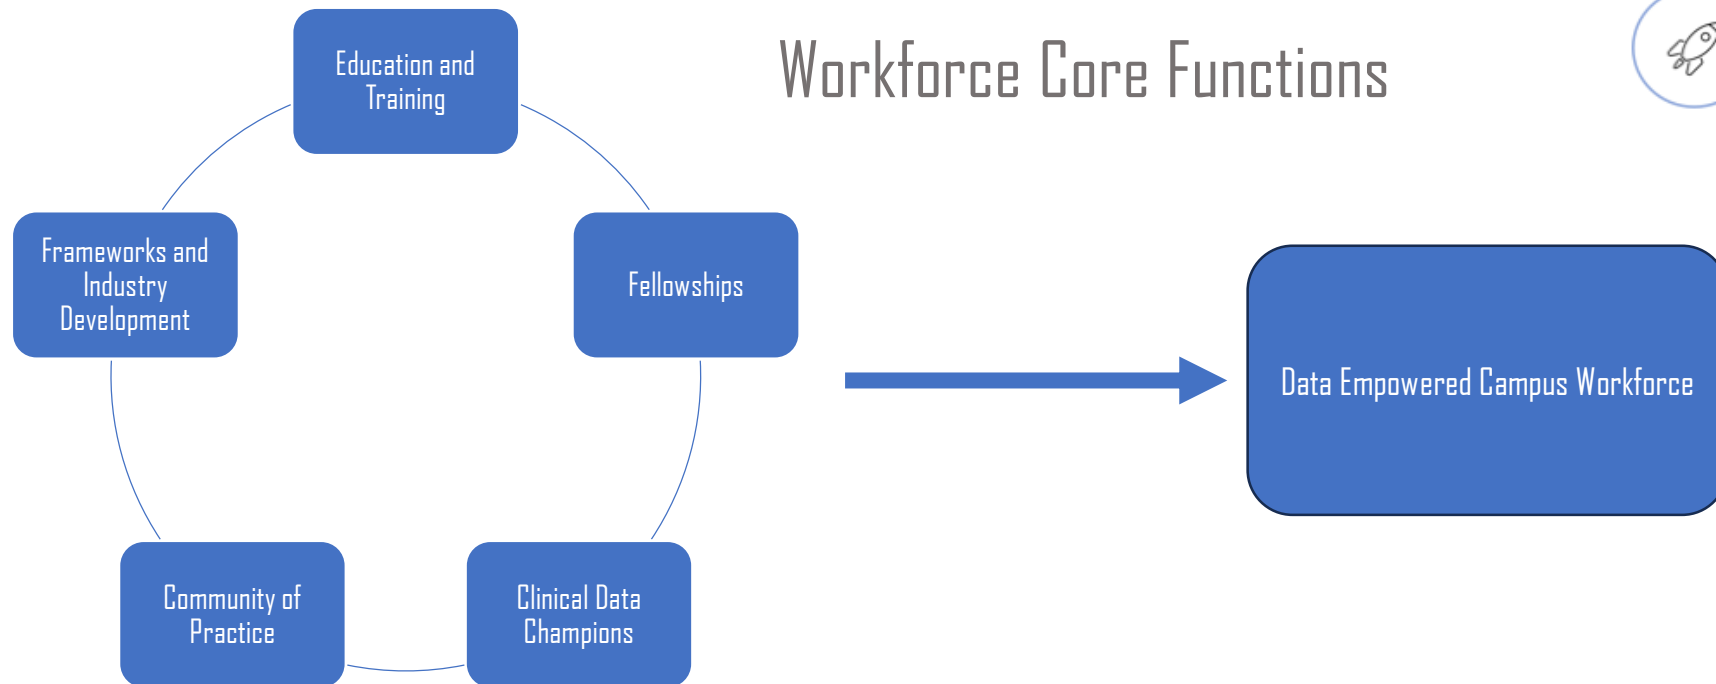 Workforce Core Functions
Education and
Training
Fellowships
Clinical Data
Champions
Community of
Practice
Frameworks and
Industry
Development
Data Empowered Campus Workforce